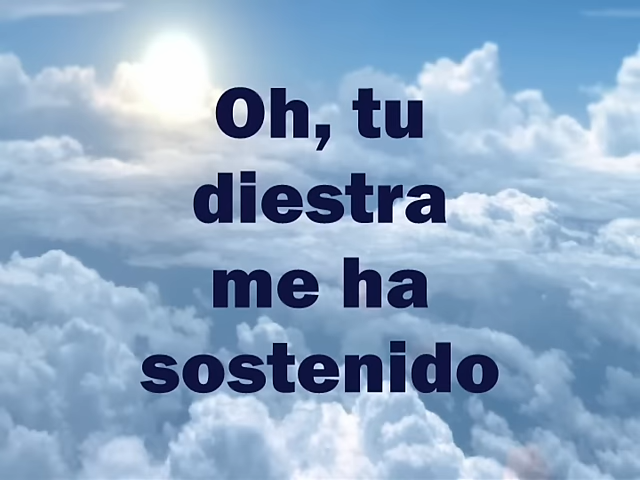 Oh, tu
diestra
me ha
sostenido